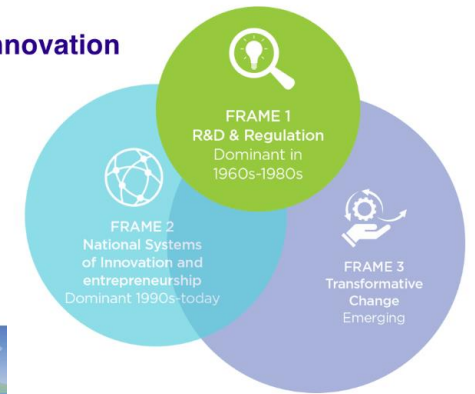 nnovation
FRAME 1
R&D & Regulation
Dominant in
1960s-1980s
FRAME 2
National Systems
of Innovation and
entrepreneurship
Dominant 1990s-today
FRAME 3
Transformative
Change
Emerging